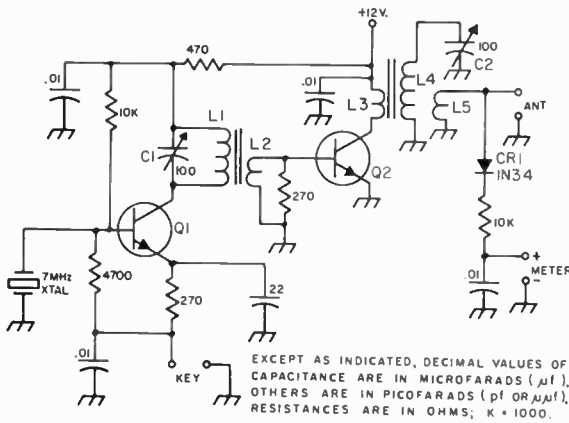 +12V.
470
100
C2
.01
.01
L3
L4
10K
L1
L5
ANT
C1
100
L2
Q2
CR1
1N34
270
Q1
10K
7MHz
XTAL
4700
270
22
.01
+
METER
-
.01
KEY
EXCEPT AS INDICATED, DECIMAL VALUES OF
CAPACITANCE ARE IN MICROFARADS (µf),
OTHERS ARE IN PICOFARADS (pf OR µµf),
RESISTANCES ARE IN OHMS; K = 1000.